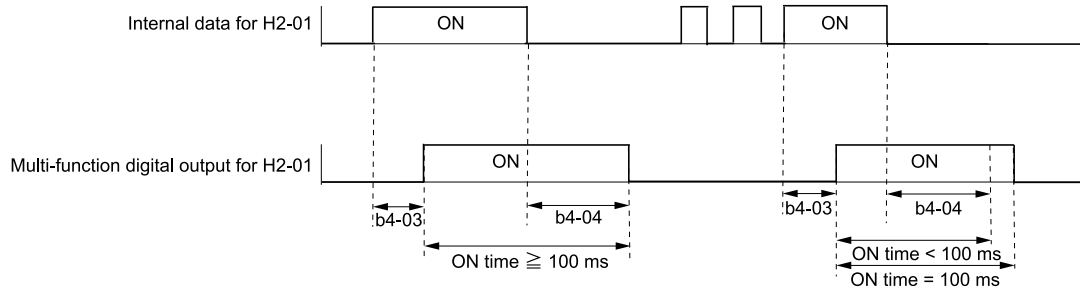 Internal data for H2-01
ON
ON
Multi-function digital output for H2-01
ON
ON
b4-03
b4-04
b4-03
b4-04
ON time ≧ 100 ms
ON time < 100 ms
ON time = 100 ms